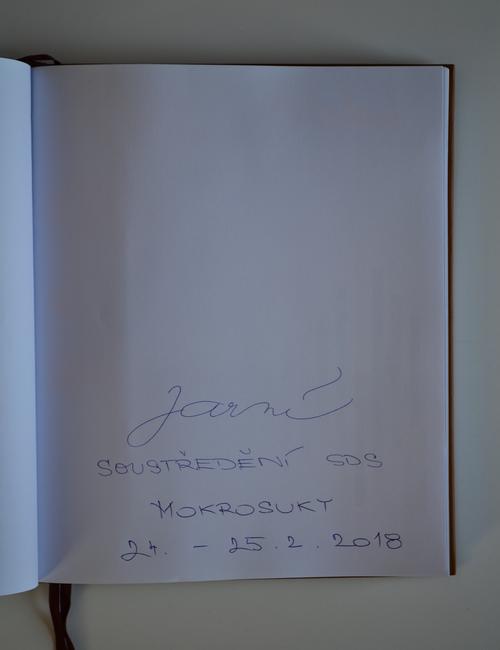 Jarní
SOUSTŘEDĚNÍ SDS
MOKROSUKY
24. - 25.2.2018